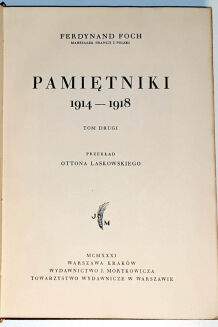 FERDYNAND FOCH
MARSZAŁEK FRANCJI I POLSKI
PAMIĘTNIKI
1914 — 1918
TOM DRUGI
PRZEKŁAD
OTTONA LASKOWSKIEGO
J M
MCMXXXI
WARSZAWA KRAKÓW
WYDAWNICTWO J. MORTKOWICZA
TOWARZYSTWO WYDAWNICZE W WARSZAWIE